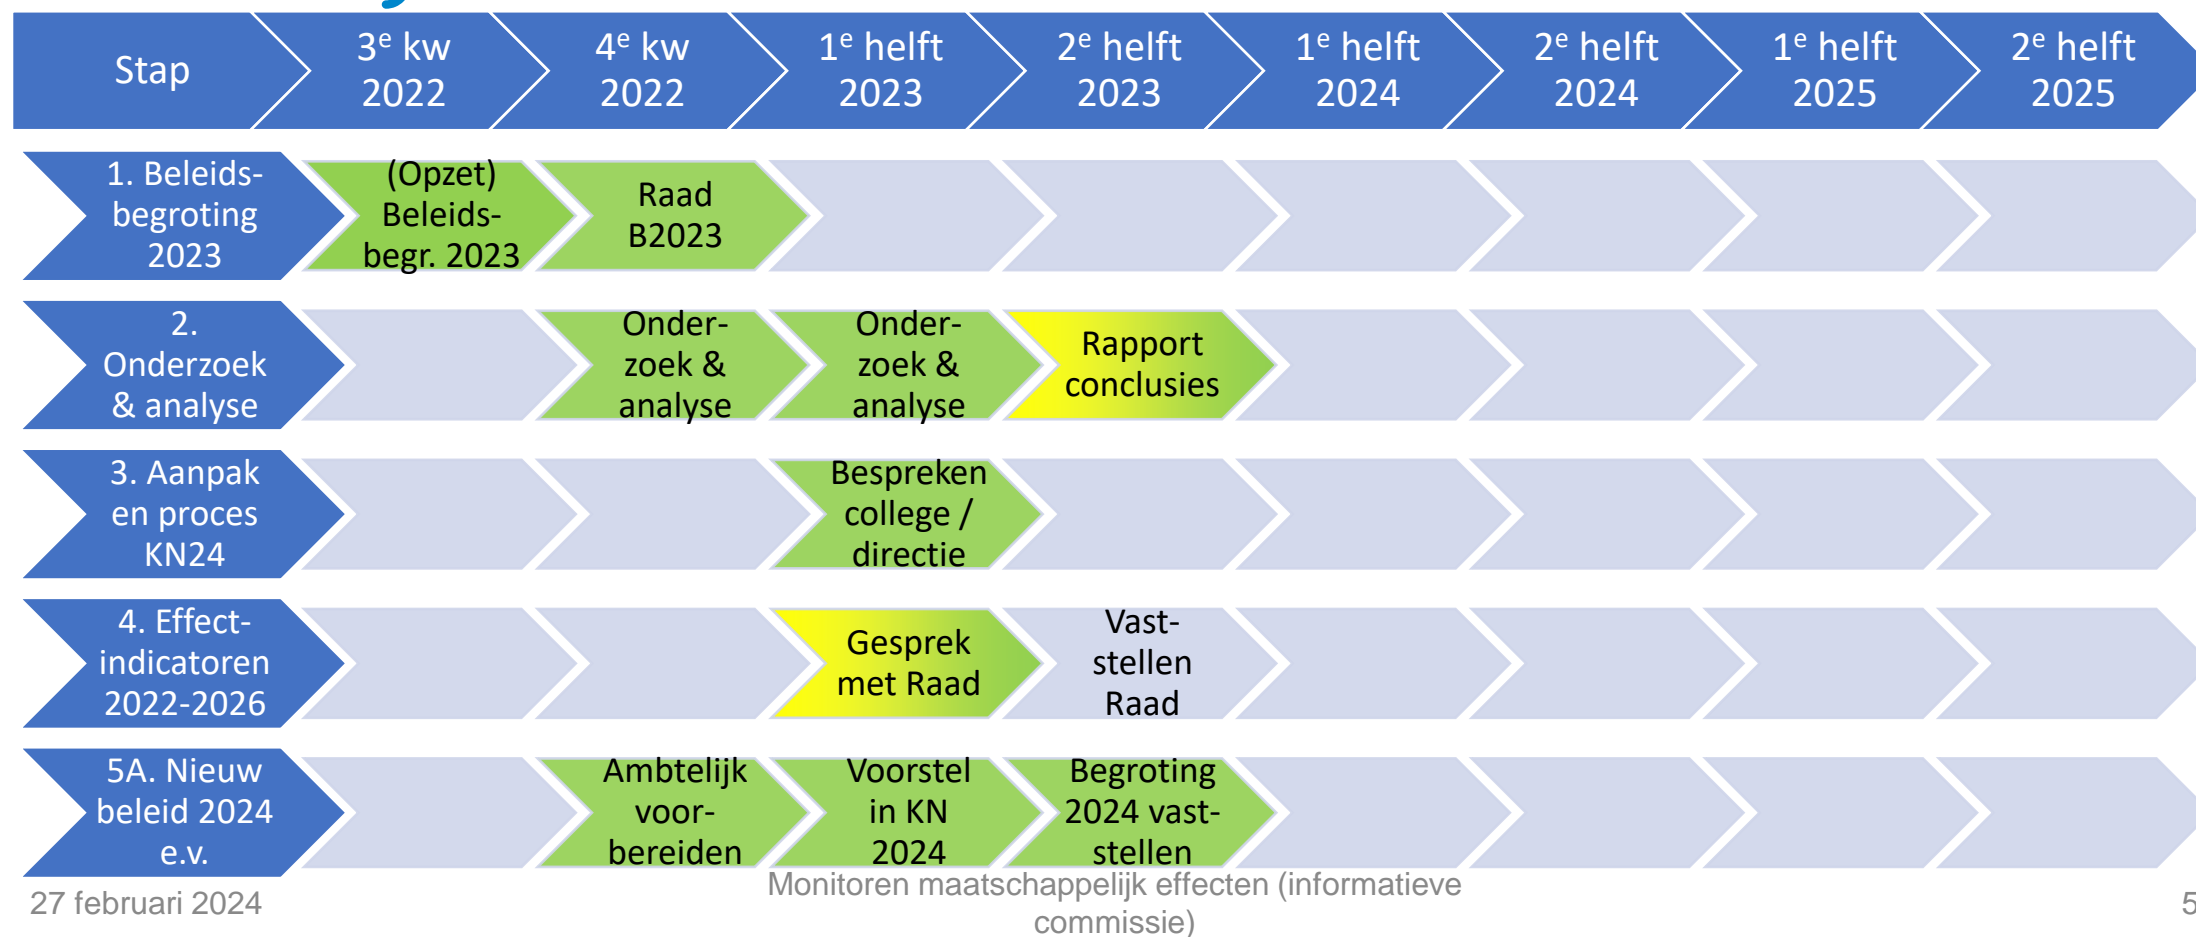 Stap
3e kw
2022
4e kw
2022
1e helft
2023
2e helft
2023
1e helft
2024
2e helft
2024
1e helft
2025
2e helft
2025
1. Beleids-
begroting
2023
(Opzet)
Beleids-
begr. 2023
Raad
B2023
2.
Onderzoek
& analyse
Onder-
zoek &
analyse
Onder-
zoek &
analyse
Rapport
conclusies
3. Aanpak
en proces
KN24
Bespreken
college /
directie
4. Effect-
indicatoren
2022-2026
Gesprek
met Raad
Vast-
stellen
Raad
5A. Nieuw
beleid 2024
e.v.
Ambtelijk
voor-
bereiden
Voorstel
in KN
2024
Begroting
2024 vast-
stellen
27 februari 2024
Monitoren maatschappelijk effecten (informatieve
commissie)
5